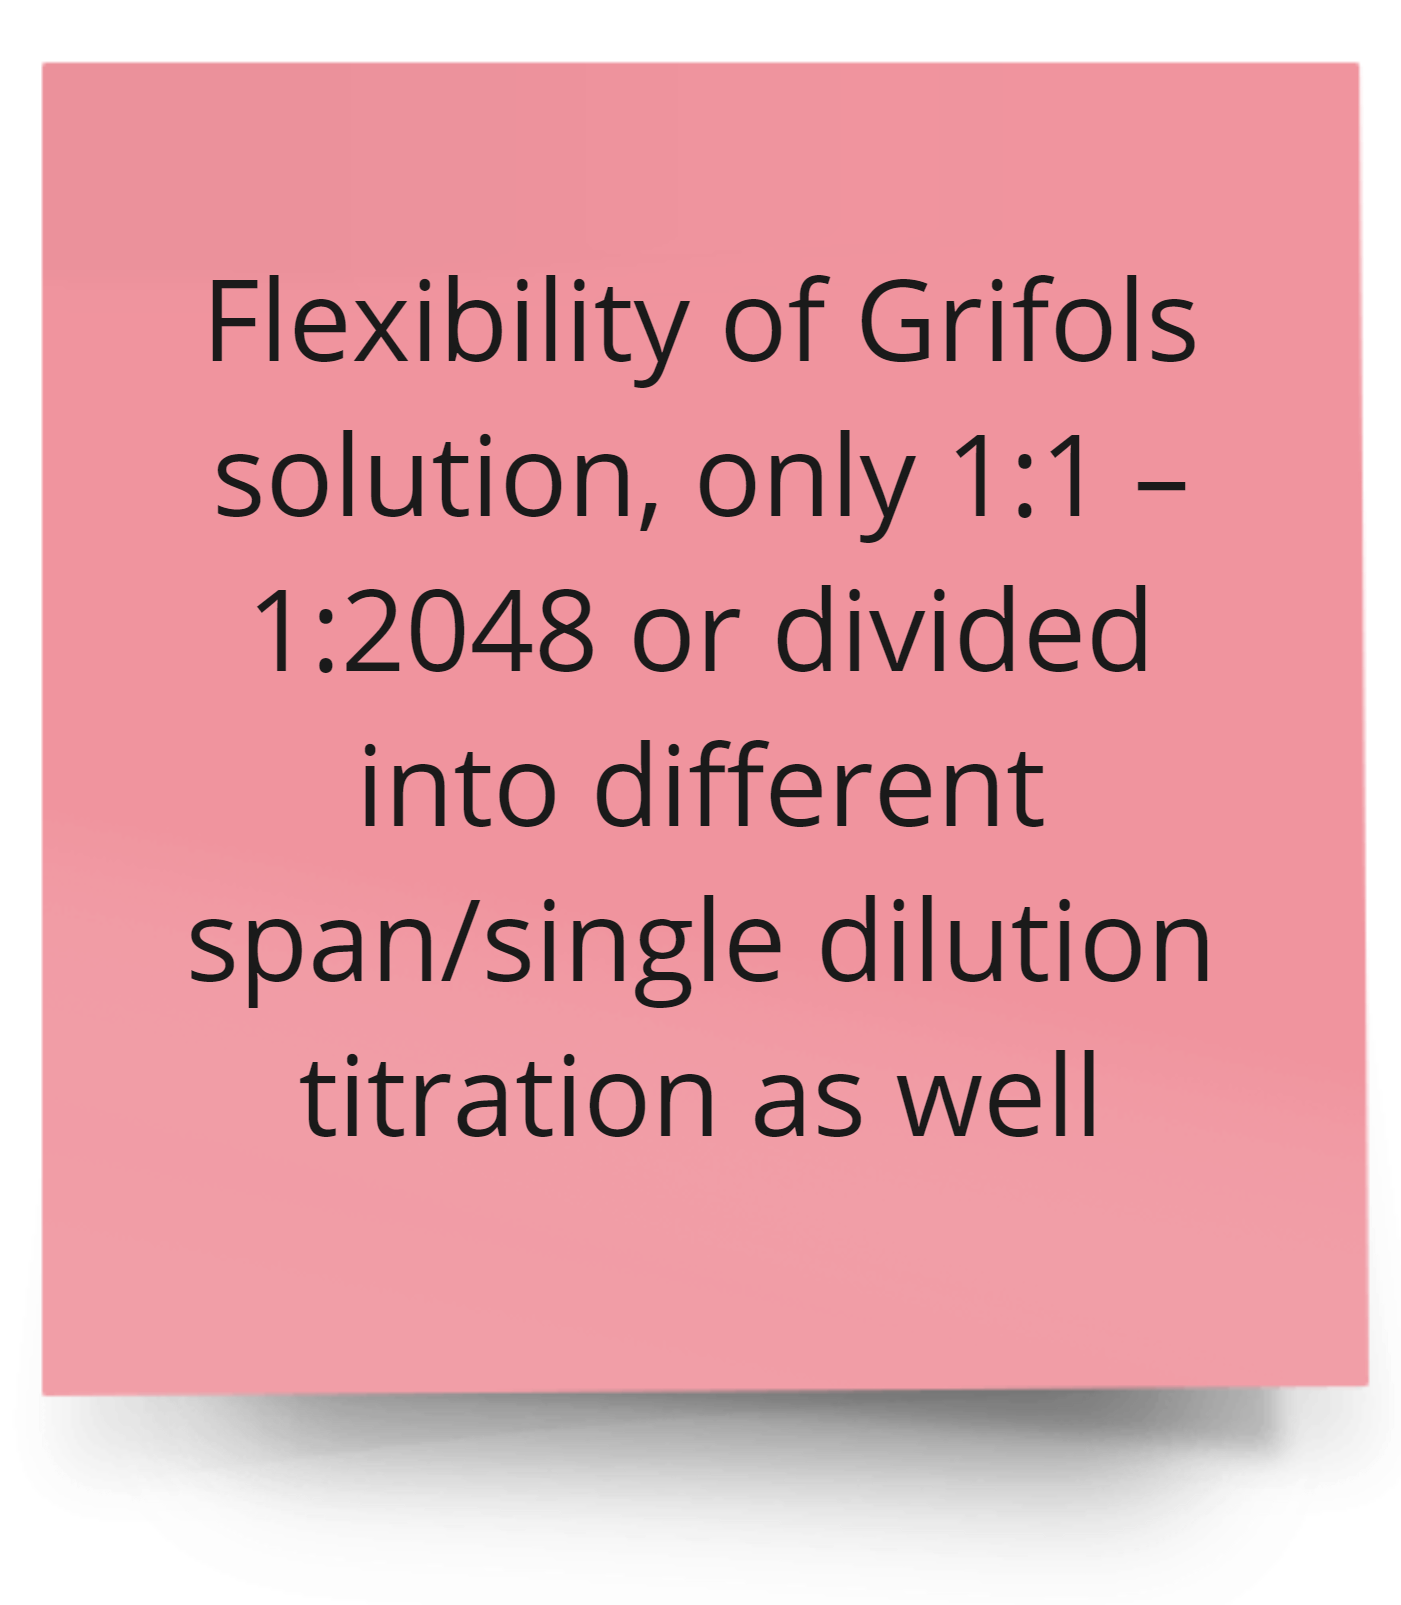 Flexibility of Grifols
solution, only 1:1 –
1:2048 or divided
into different
span/single dilution
titration as well